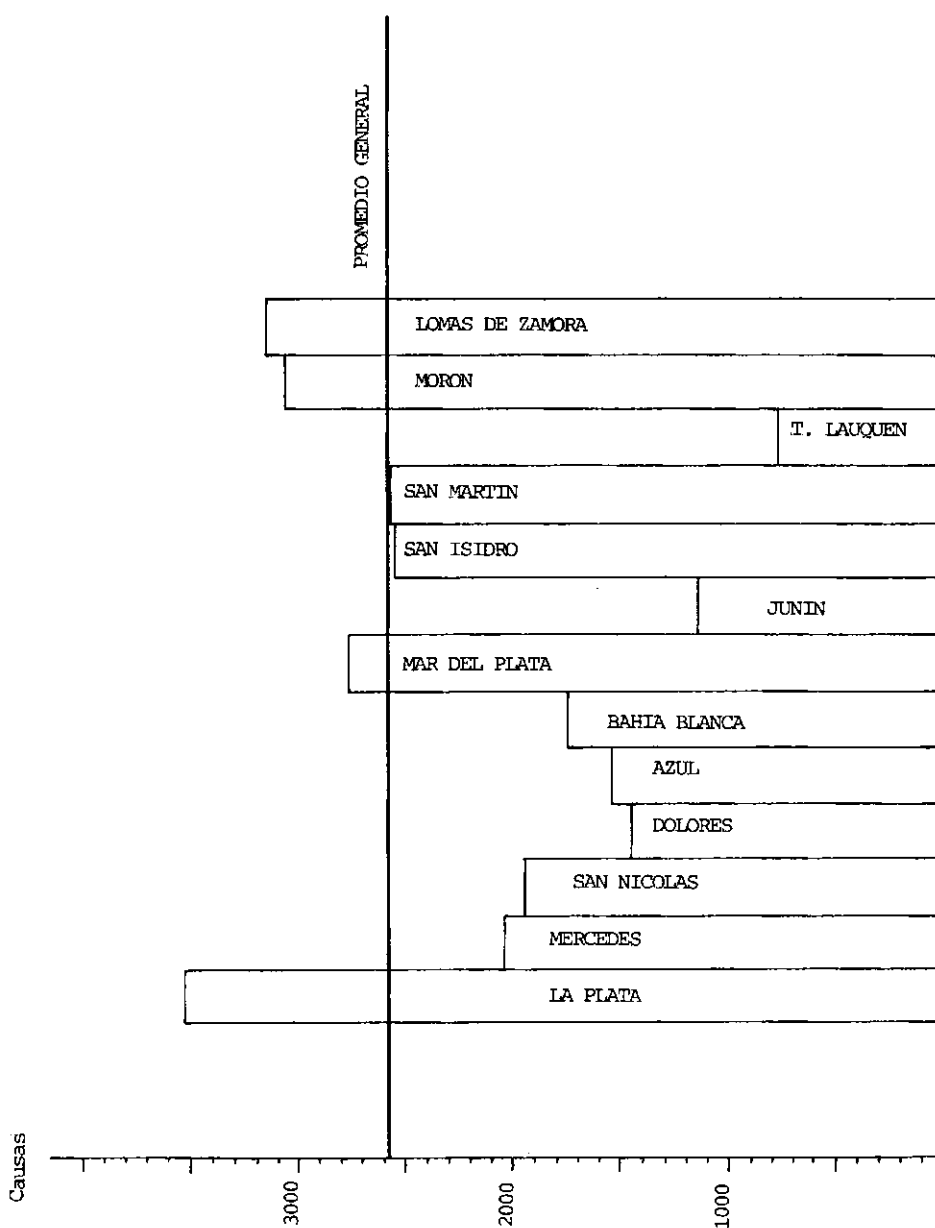 Causas
PROMEDIO GENERAL
LOMAS DE ZAMORA
MORON
T. LAUQUEN
SAN MARTIN
SAN ISIDRO
JUNIN
MAR DEL PLATA
BAHIA BLANCA
AZUL
DOLORES
SAN NICOLAS
MERCEDES
LA PLATA
3000
2000
1000